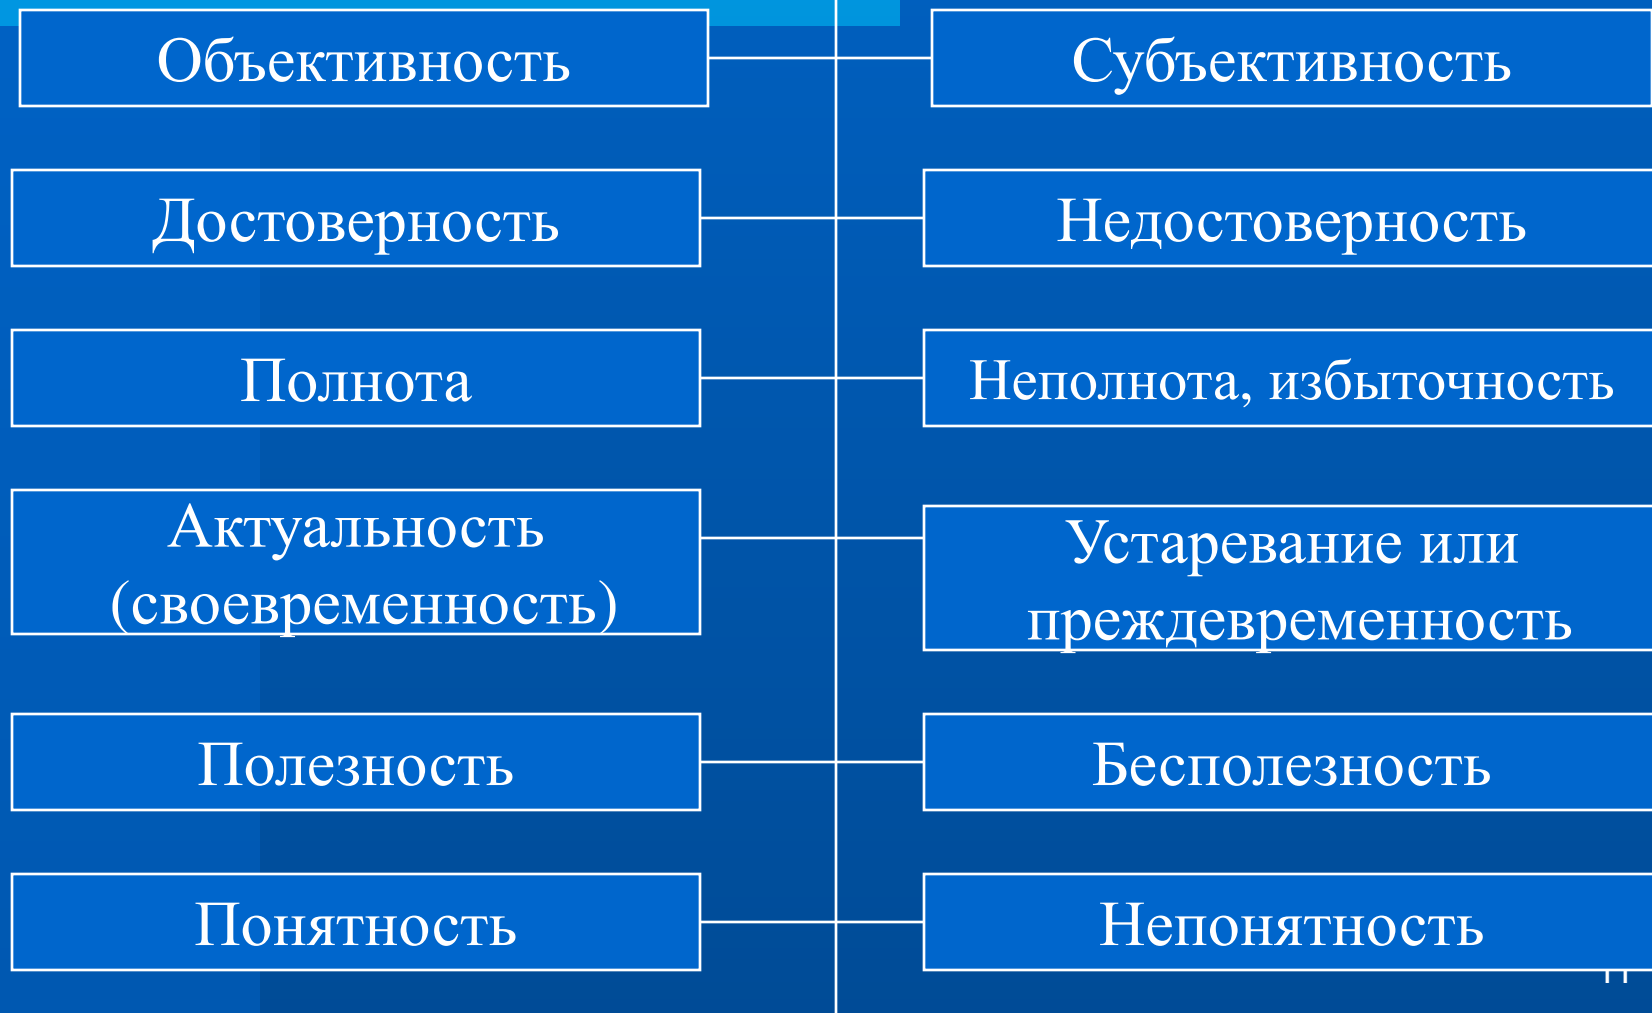 Объективность
Субъективность
Достоверность
Недостоверность
Полнота
Неполнота, избыточность
Актуальность
(своевременность)
Устаревание или
преждевременность
Полезность
Бесполезность
Понятность
Непонятность